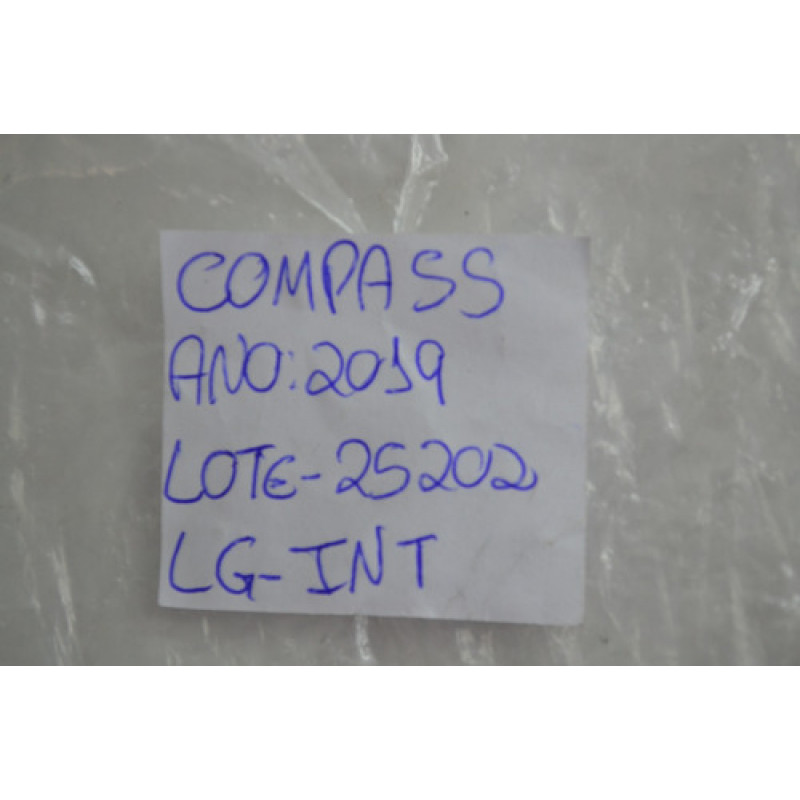 COMPASS
ANO: 2019
LOTE-25202
LG-INT